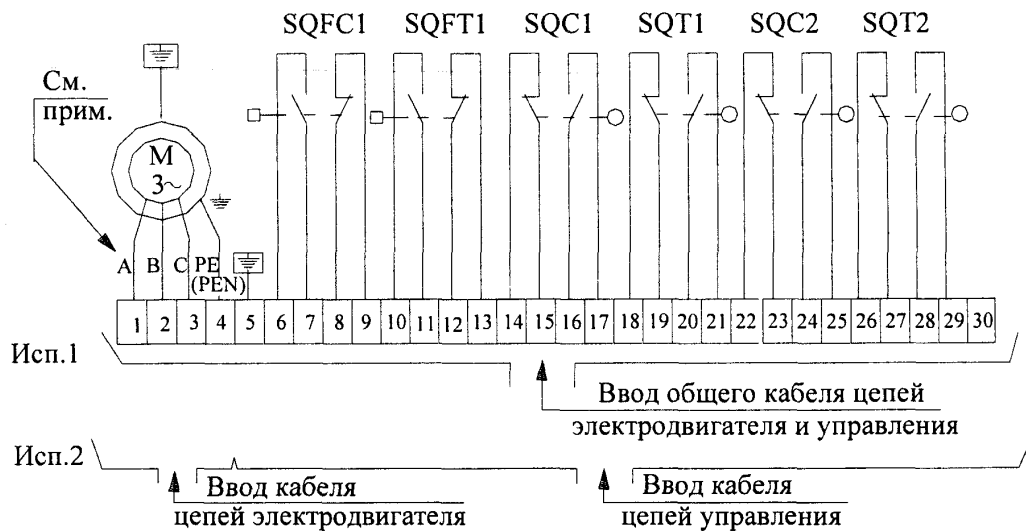 SQFC1 SQFT1 SQC1 SQT1 SQC2 SQT2
См.
прим.
М
3~
A B C PE
(PEN)
1 2 3 4 5 6 7 8 9 10 11 12 13 14 15 16 17 18 19 20 21 22 23 24 25 26 27 28 29 30
Исп.1
Ввод общего кабеля цепей
электродвигателя и управления
Исп.2
Ввод кабеля
цепей электродвигателя
Ввод кабеля
цепей управления